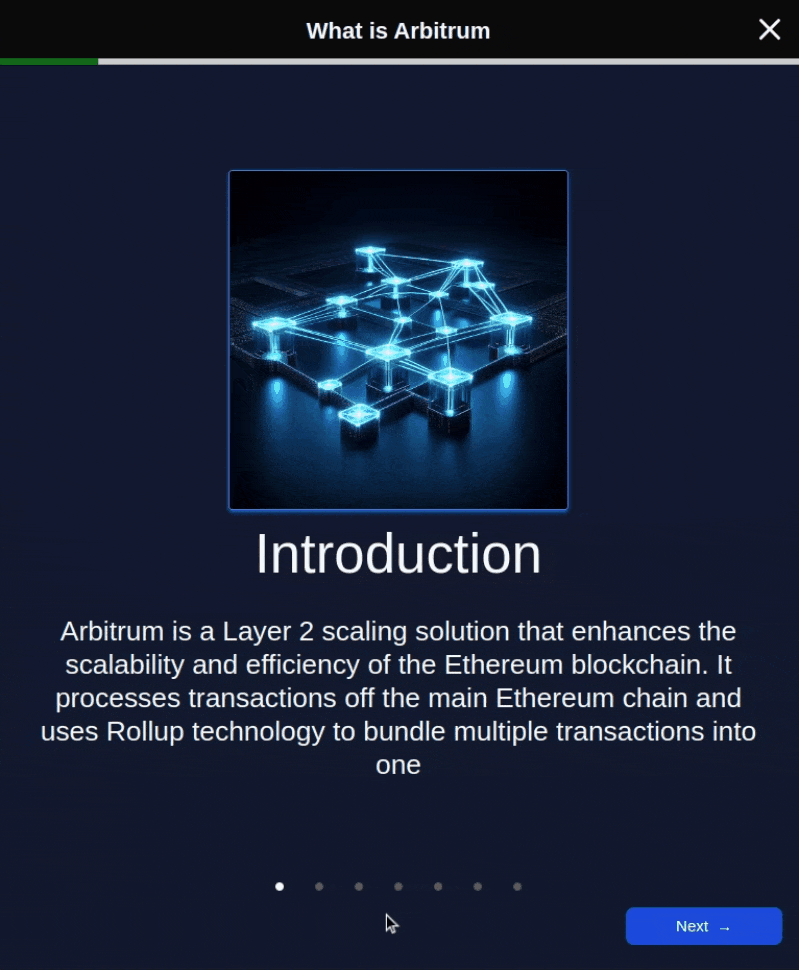 What is Arbitrum
Introduction
Arbitrum is a Layer 2 scaling solution that enhances the
scalability and efficiency of the Ethereum blockchain. It
processes transactions off the main Ethereum chain and
uses Rollup technology to bundle multiple transactions into
one
Next →